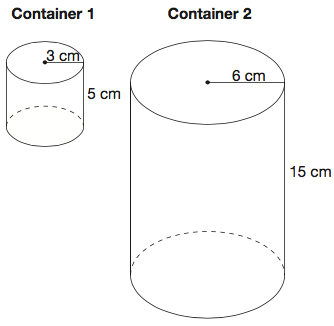 Container 1
Container 2
3 cm
6 cm
5 cm
15 cm